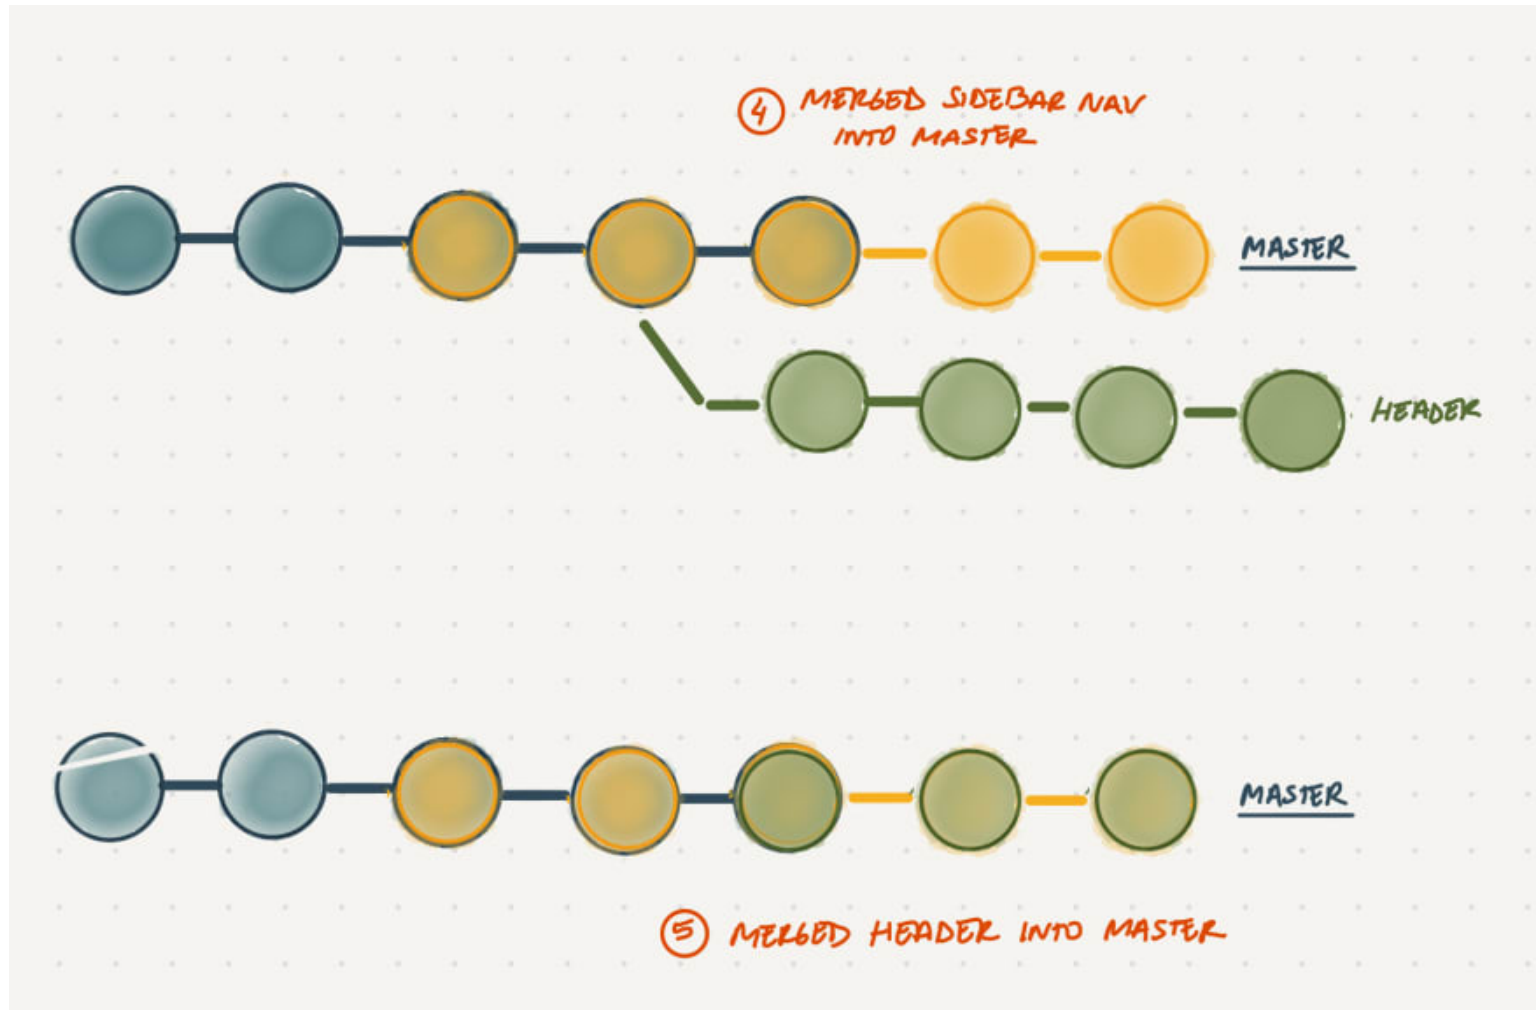 4 MERGED SIDEBAR NAV
INTO MASTER
MASTER
HEADER
MASTER
5 MERGED HEADER INTO MASTER